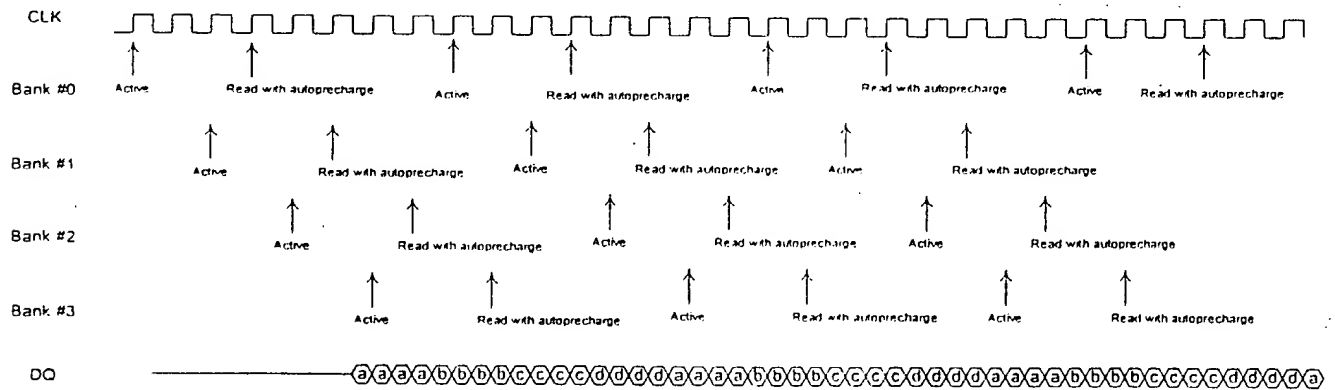 CLK
Bank #0 Active Read with autoprecharge Active Read with autoprecharge Active Read with autoprecharge Active Read with autoprecharge
Bank #1 Active Read with autoprecharge Active Read with autoprecharge Active Read with autoprecharge
Bank #2 Active Read with autoprecharge Active Read with autoprecharge Active Read with autoprecharge
Bank #3 Active Read with autoprecharge Active Read with autoprecharge Active Read with autoprecharge
DQ a a a a b b b b c c c c d d d d a a a a b b b b c c c c d d d d a a a a b b b b c c c c d d d d a